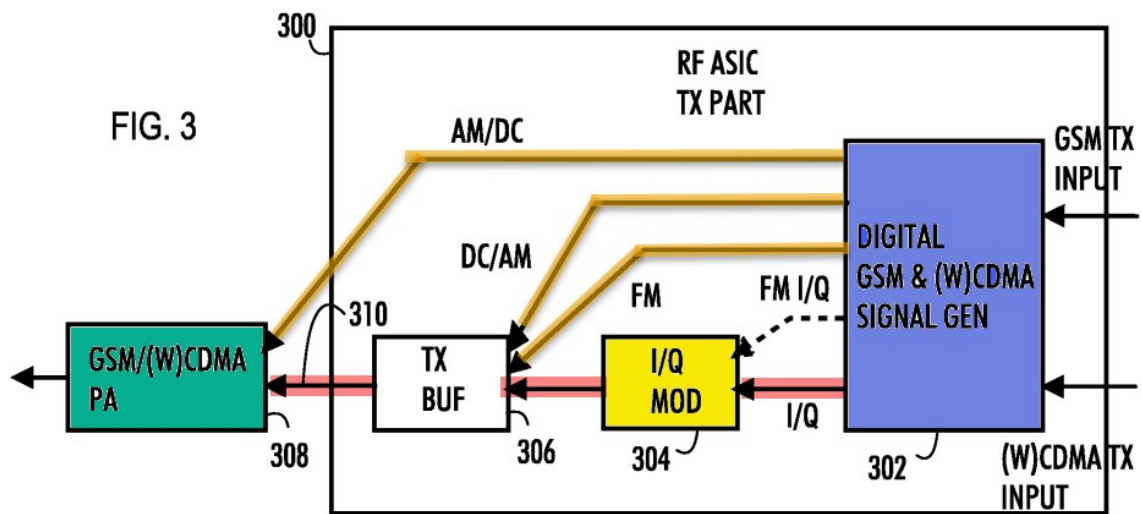 300
RF ASIC
TX PART
FIG. 3
AM/DC
GSM TX
INPUT
DC/AM
FM
310
FM I/Q
DIGITAL
GSM & (W)CDMA
SIGNAL GEN
GSM/(W)CDMA
PA
TX
BUF
I/Q
MOD
I/Q
308
306
304
302
(W)CDMA TX
INPUT